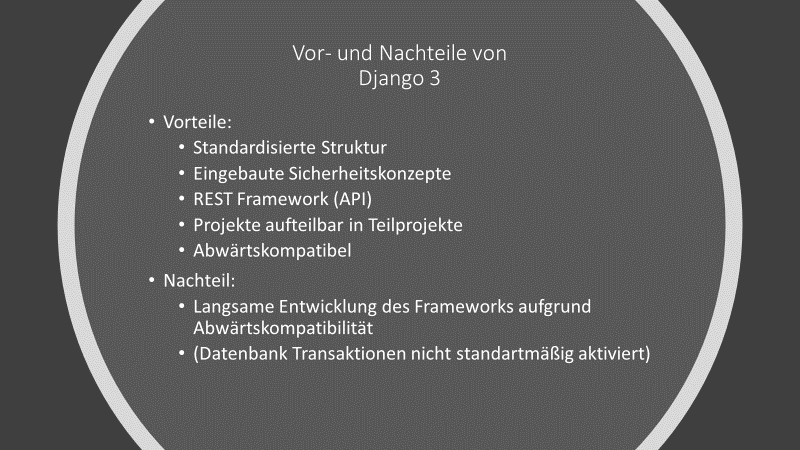 Vor- und Nachteile von
Django 3
• Vorteile:
• Standardisierte Struktur
• Eingebaute Sicherheitskonzepte
• REST Framework (API)
• Projekte aufteilbar in Teilprojekte
• Abwärtskompatibel
• Nachteil:
• Langsame Entwicklung des Frameworks aufgrund
Abwärtskompatibilität
• (Datenbank Transaktionen nicht standartmäßig aktiviert)